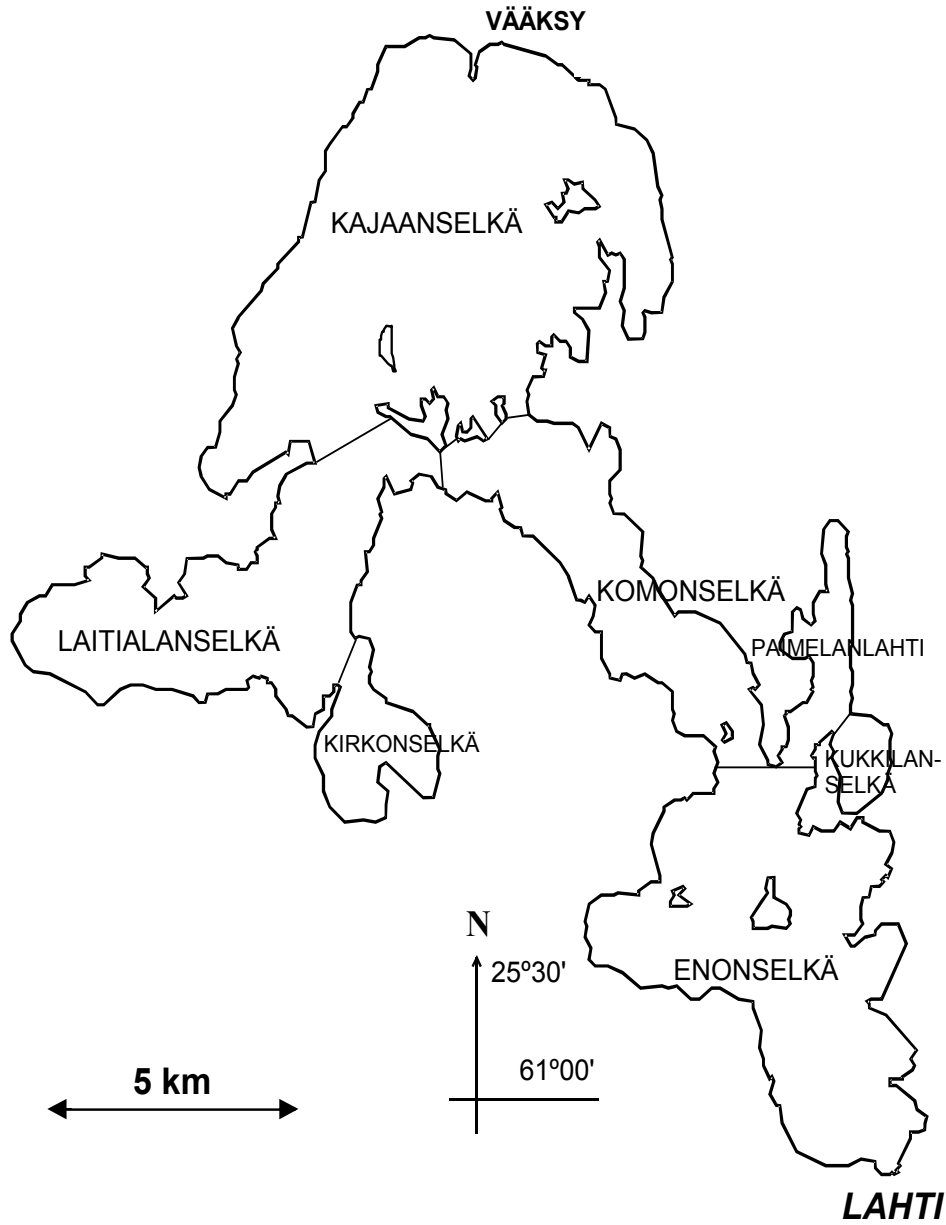 VÄÄKSY
KAJAANSELKÄ
KOMONSELKÄ
LAITIALANSELKÄ
PAIMELANLAHTI
KIRKONSELKÄ
KUKKILAN-
SELKÄ
N
25º30'
ENONSELKÄ
61º00'
5 km
LAHTI